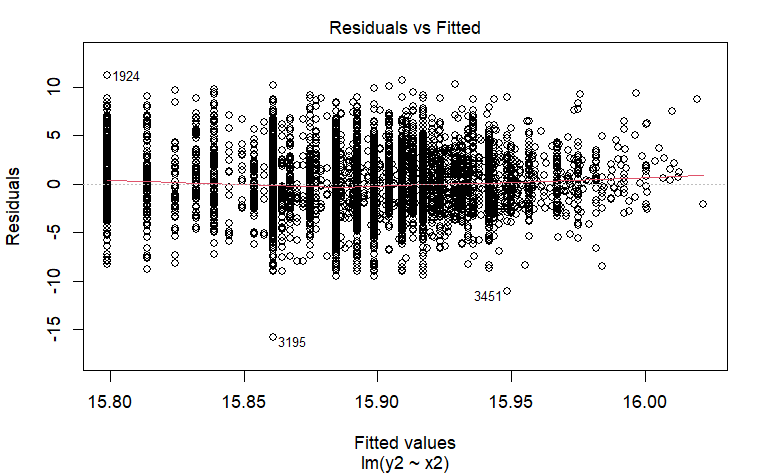 Residuals vs Fitted
Residuals
10
5
0
-5
-10
-15
1924
3451
3195
15.80 15.85 15.90 15.95 16.00
Fitted values
lm(y2 ~ x2)